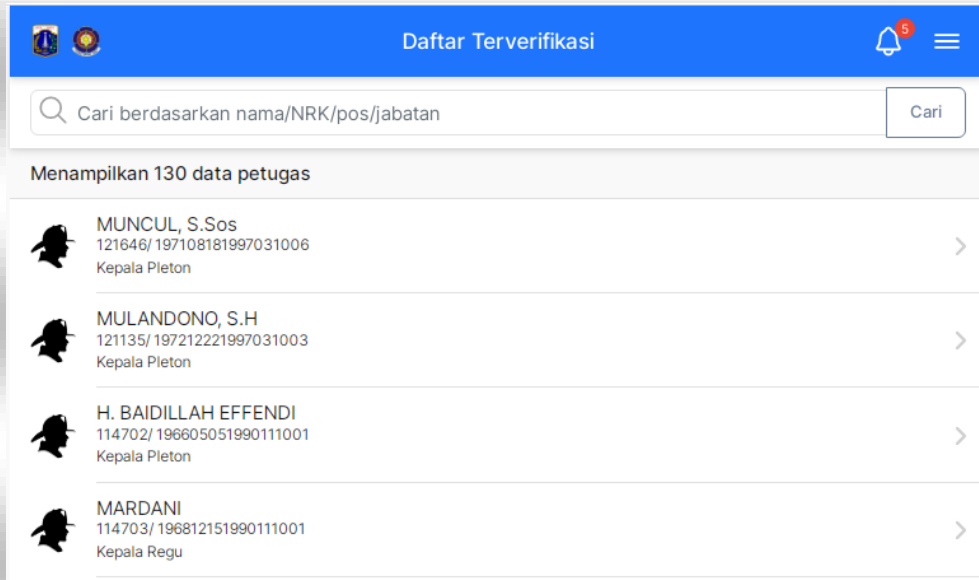 Daftar Terverifikasi
5
Cari berdasarkan nama/NRK/pos/jabatan
Cari
Menampilkan 130 data petugas
MUNCUL, S.Sos
121646/ 197108181997031006
Kepala Pleton
MULANDONO, S.H
121135/ 197212221997031003
Kepala Pleton
H. BAIDILLAH EFFENDI
114702/ 196605051990111001
Kepala Pleton
MARDANI
114703/ 196812151990111001
Kepala Regu